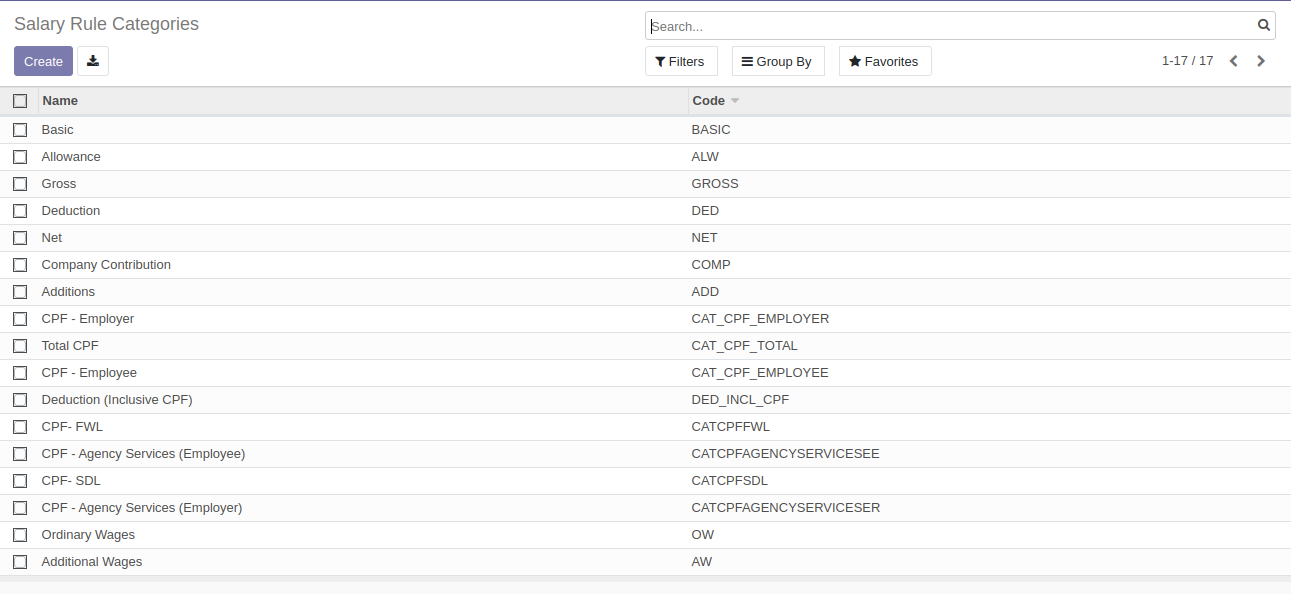 Salary Rule Categories
Search...
Create
Filters
Group By
Favorites
1-17 / 17
Name Code
Basic BASIC
Allowance ALW
Gross GROSS
Deduction DED
Net NET
Company Contribution COMP
Additions ADD
CPF - Employer CAT_CPF_EMPLOYER
Total CPF CAT_CPF_TOTAL
CPF - Employee CAT_CPF_EMPLOYEE
Deduction (Inclusive CPF) DED_INCL_CPF
CPF- FWL CATCPFFWL
CPF - Agency Services (Employee) CATCPFAGENCYSERVICESEE
CPF- SDL CATCPFSDL
CPF - Agency Services (Employer) CATCPFAGENCYSERVICESER
Ordinary Wages OW
Additional Wages AW